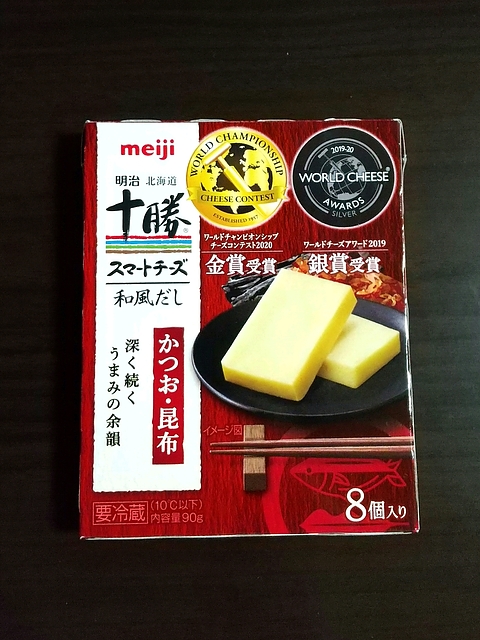 meiji
明治 北海道
十勝®
スマートチーズ
和風だし
かつお・昆布
深く続く
うまみの余韻
WORLD CHAMPIONSHIP
CHEESE CONTEST
ESTABLISHED 1957
ワールドチャンピオンシップ
チーズコンテスト2020
金賞受賞
2019-20
WORLD CHEESE®
AWARDS
SILVER
ワールドチーズアワード2019
銀賞受賞
イメージ図
要冷蔵
(10℃以下)
内容量90g
8個入り